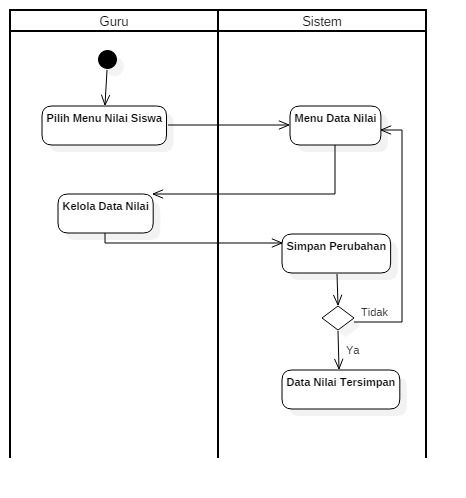 Guru
Sistem
Pilih Menu Nilai Siswa
Menu Data Nilai
Kelola Data Nilai
Simpan Perubahan
Tidak
Ya
Data Nilai Tersimpan